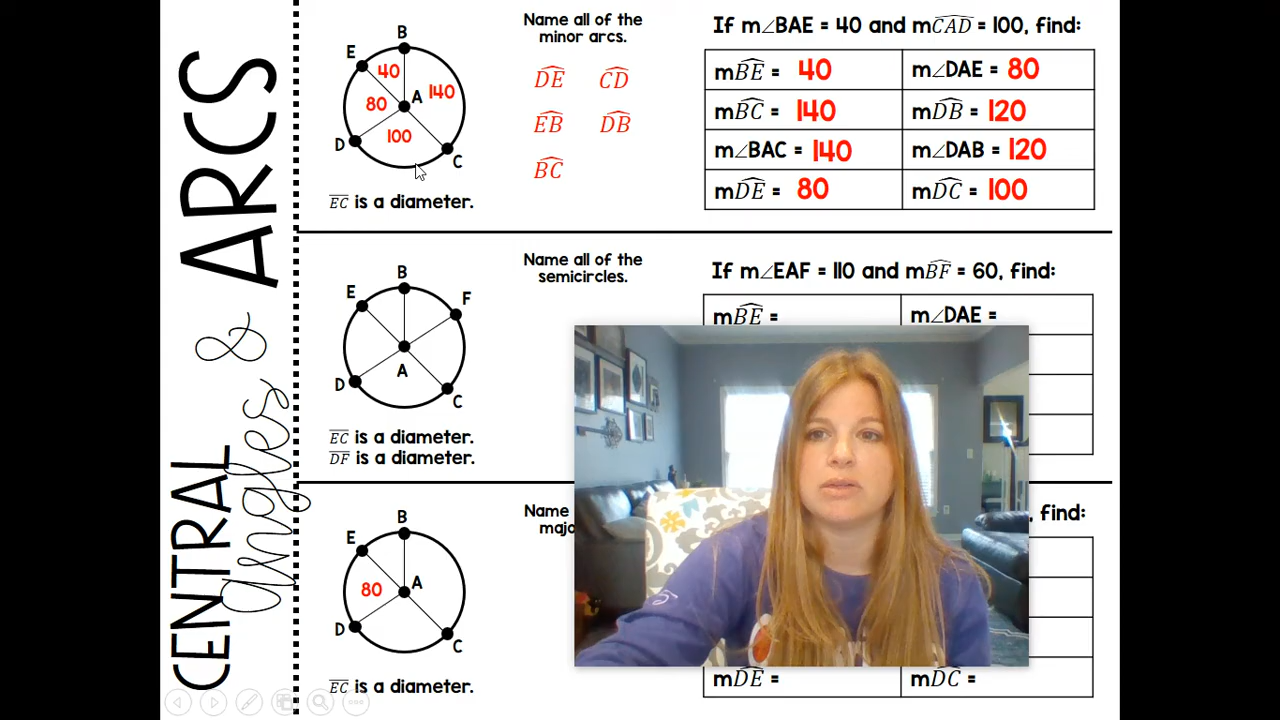 CENTRAL
angles
& ARCS
B
E
40
A
140
80
100
D
C
EC is a diameter.
Name all of the
minor arcs.
DE CD
EB DB
BC
If m∠BAE = 40 and mCAD = 100, find:
mBE = 40 m∠DAE = 80
mBC = 140 mDB = 120
m∠BAC = 140 m∠DAB = 120
mDE = 80 mDC = 100
B
E
F
A
D
C
EC is a diameter.
DF is a diameter.
Name all of the
semicircles.
If m∠EAF = 110 and mBF = 60, find:
mBE = m∠DAE =
B
E
A
80
D
C
EC is a diameter.
Name
, find:
mDE = mDC =